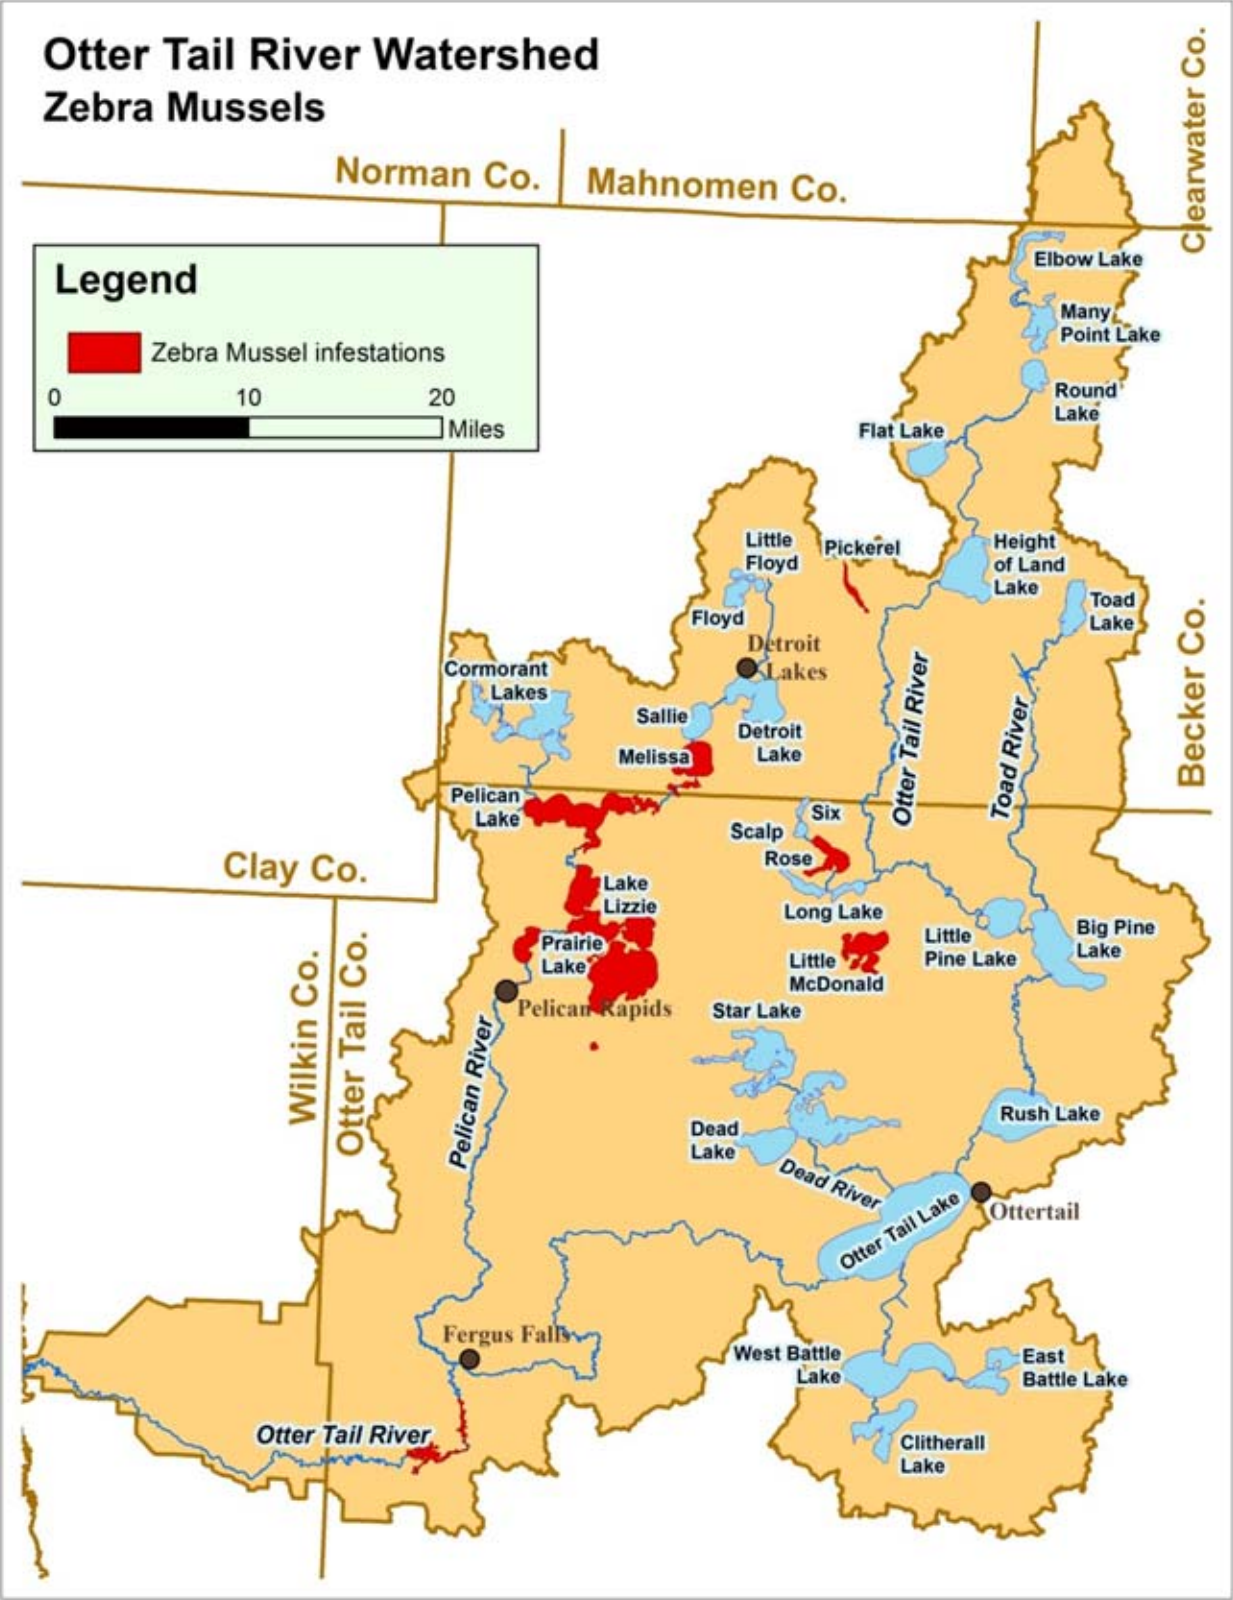 Otter Tail River Watershed
Zebra Mussels
Clearwater Co.
Norman Co.
Mahnomen Co.
Legend
Zebra Mussel infestations
0 10 20
Miles
Elbow Lake
Many
Point Lake
Round
Lake
Flat Lake
Height
of Land
Lake
Little
Floyd
Pickerel
Floyd
Toad
Lake
Detroit
Lakes
Cormorant
Lakes
Sallie
Detroit
Lake
Melissa
Otter Tail River
Toad River
Becker Co.
Pelican
Lake
Six
Scalp
Rose
Clay Co.
Lake
Lizzie
Long Lake
Prairie
Lake
Little
Pine Lake
Big Pine
Lake
Little
McDonald
Wilkin Co.
Otter Tail Co.
Pelican Rapids
Star Lake
Pelican River
Rush Lake
Dead
Lake
Dead River
Otter Tail Lake
Ottertail
Fergus Falls
West Battle
Lake
East
Battle Lake
Otter Tail River
Clitherall
Lake